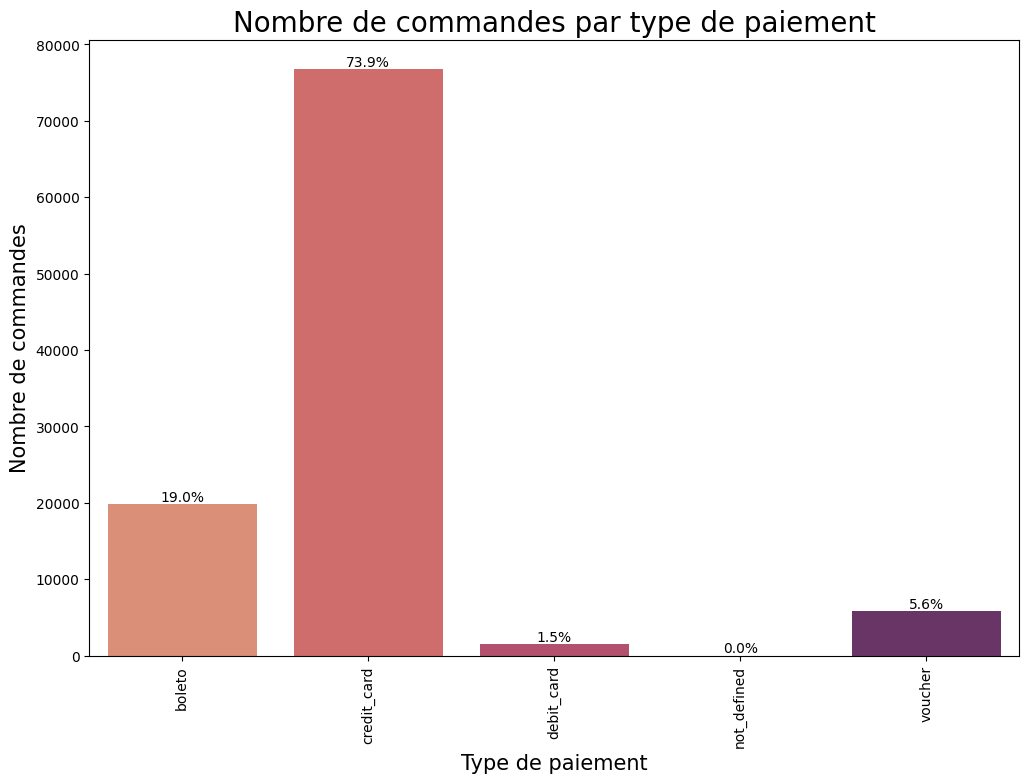 Nombre de commandes par type de paiement
Nombre de commandes
80000
70000
60000
50000
40000
30000
20000
10000
0
19.0%
73.9%
1.5%
0.0%
5.6%
boleto
credit_card
debit_card
not_defined
voucher
Type de paiement